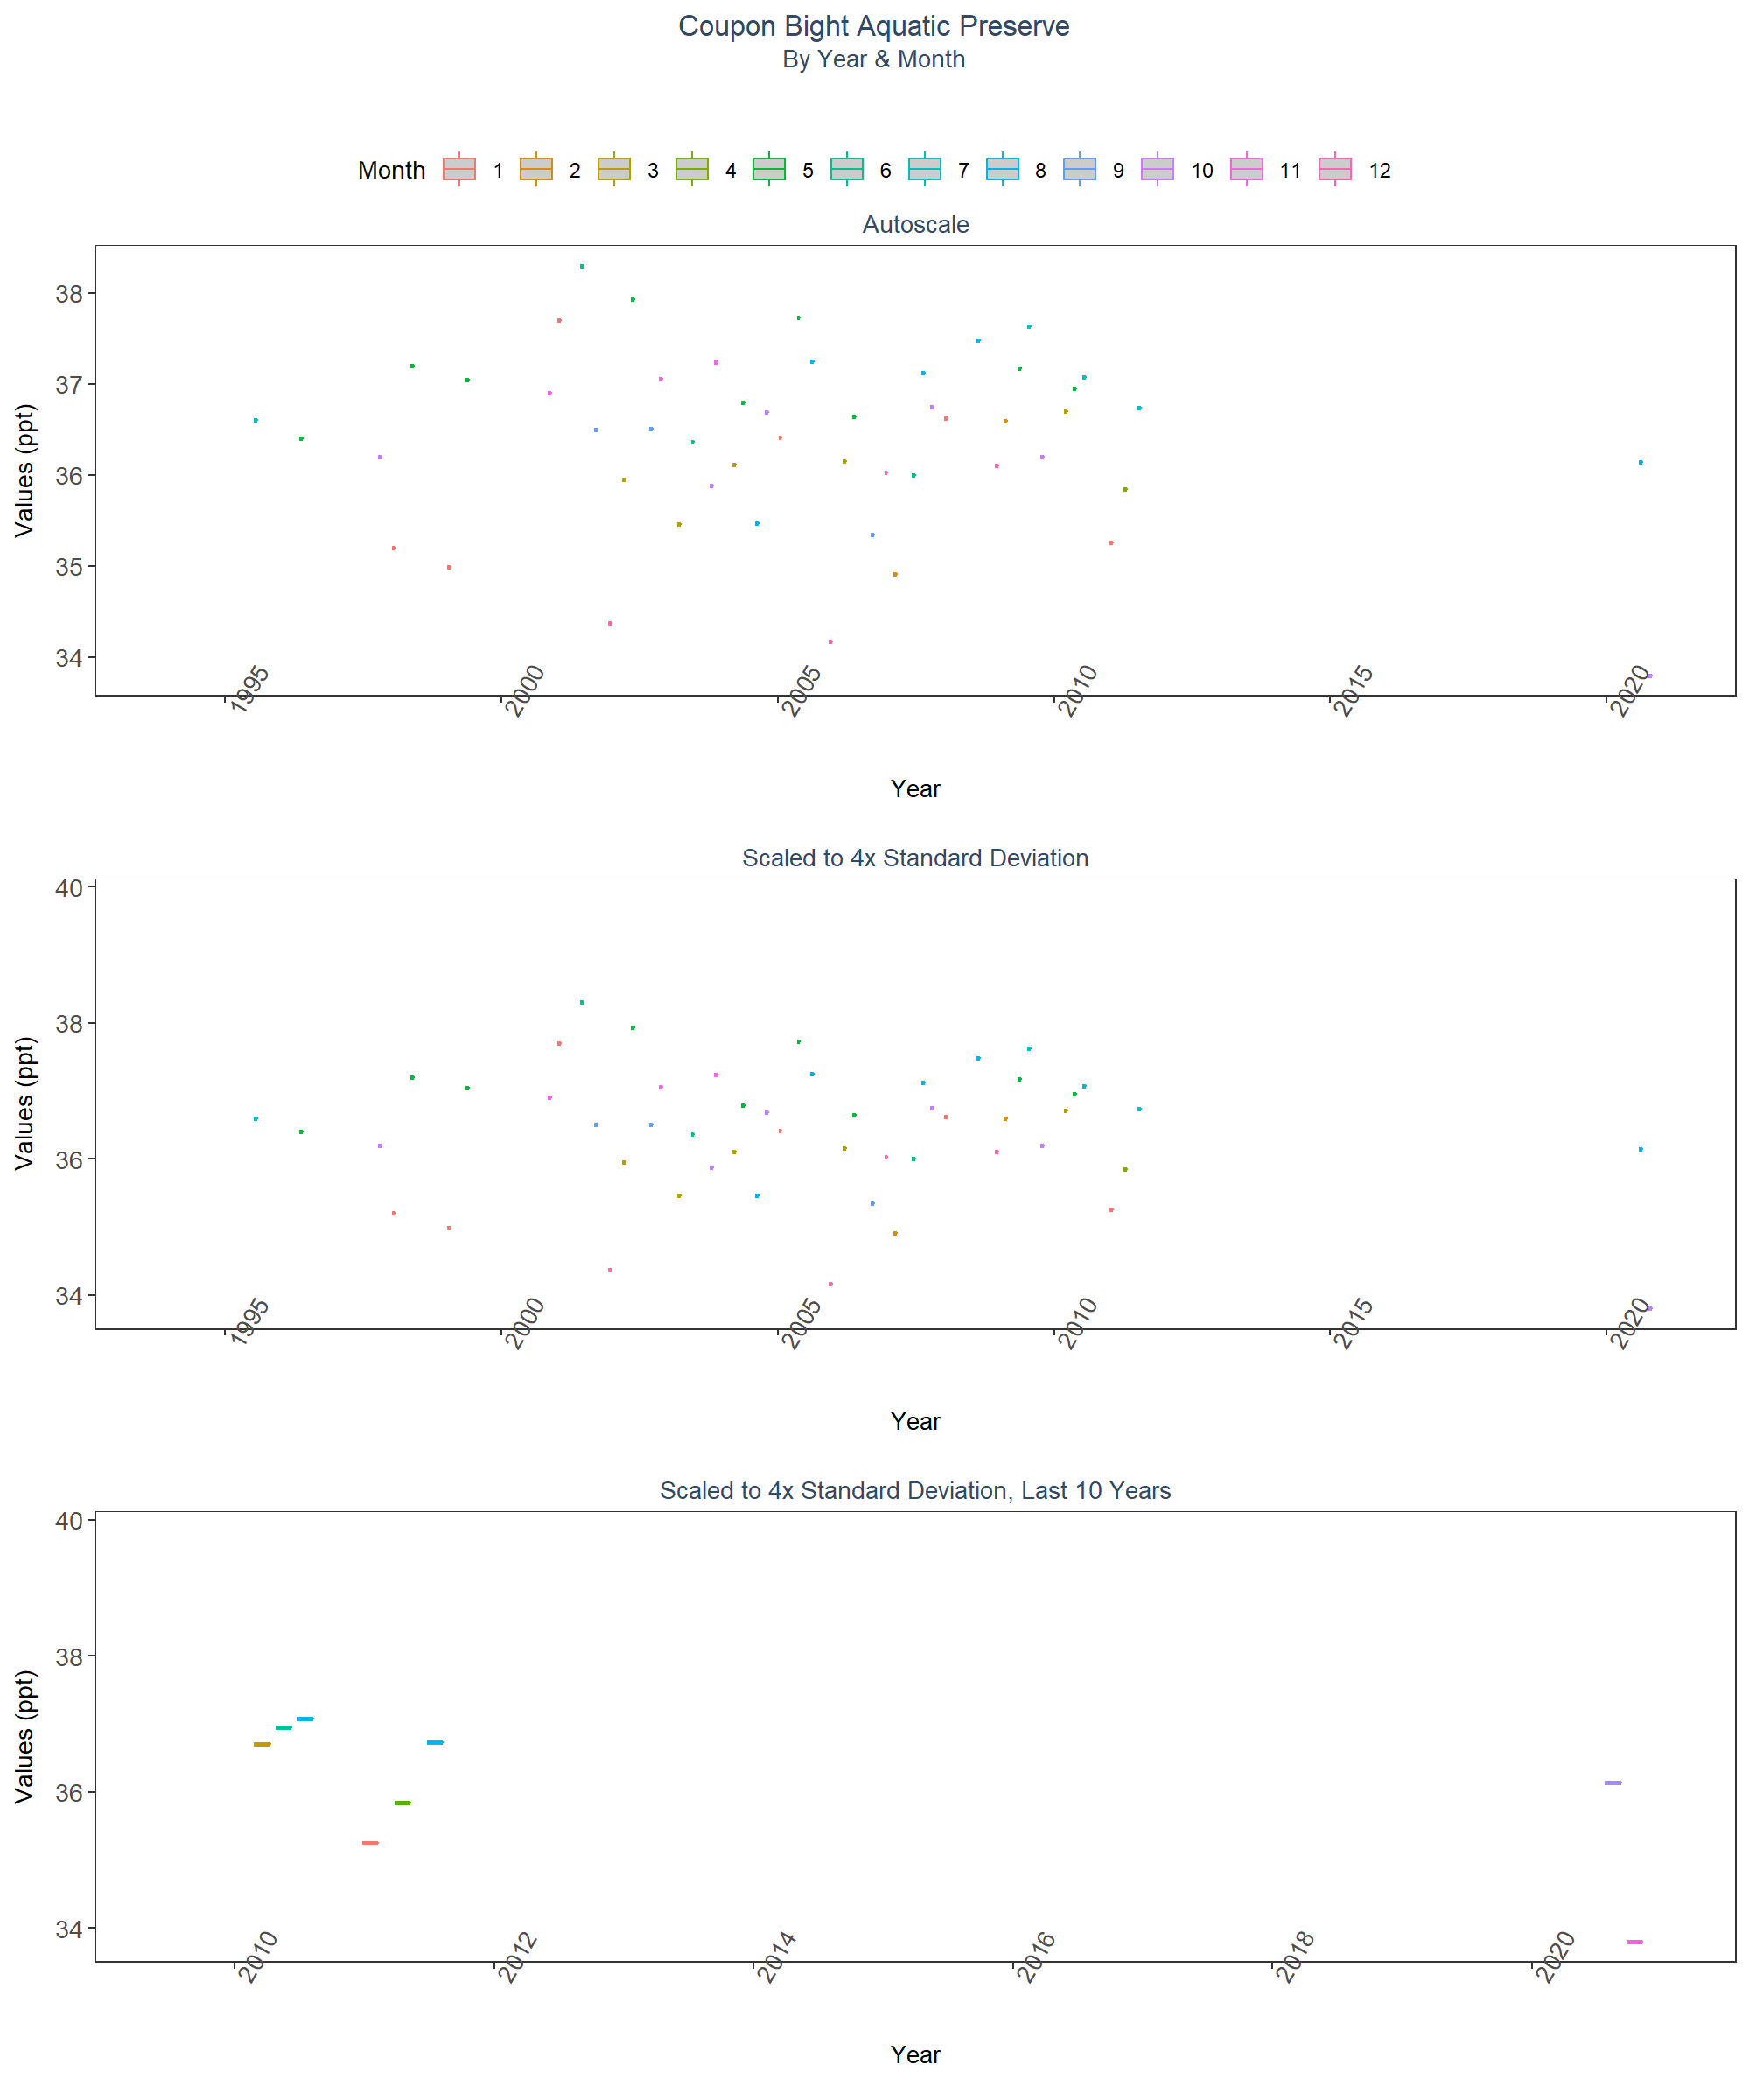 Coupon Bight Aquatic Preserve
By Year & Month
Month 1 2 3 4 5 6 7 8 9 10 11 12
Autoscale
38
37
36
35
34
Values (ppt)
1995 2000 2005 2010 2015 2020
Year
Scaled to 4x Standard Deviation
40
38
36
34
Values (ppt)
1995 2000 2005 2010 2015 2020
Year
Scaled to 4x Standard Deviation, Last 10 Years
40
38
36
34
Values (ppt)
2010 2012 2014 2016 2018 2020
Year